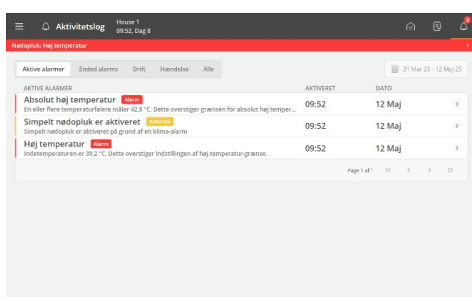 Aktivitetslog
House 1
09:52, Dag 8
3
Nødopluk: Høj temperatur
Aktive alarmer
Ended alarms
Drift
Hændelse
Alle
31 Mar 25 - 12 Maj 25
AKTIVE ALARMER
AKTIVERET
DATO
Absolut høj temperatur Alarm
En eller flere temperaturfølere måler 42,8 °C. Dette overstiger grænsen for absolut høj temper...
09:52
12 Maj
Simpelt nødopluk er aktiveret Advarsel
Simpelt nødopluk er aktiveret på grund af en klima-alarm
09:52
12 Maj
Høj temperatur Alarm
Indetemperaturen er 39,2 °C. Dette overstiger indstillingen af høj temperatur-grænse.
09:52
12 Maj
Page 1 af 1